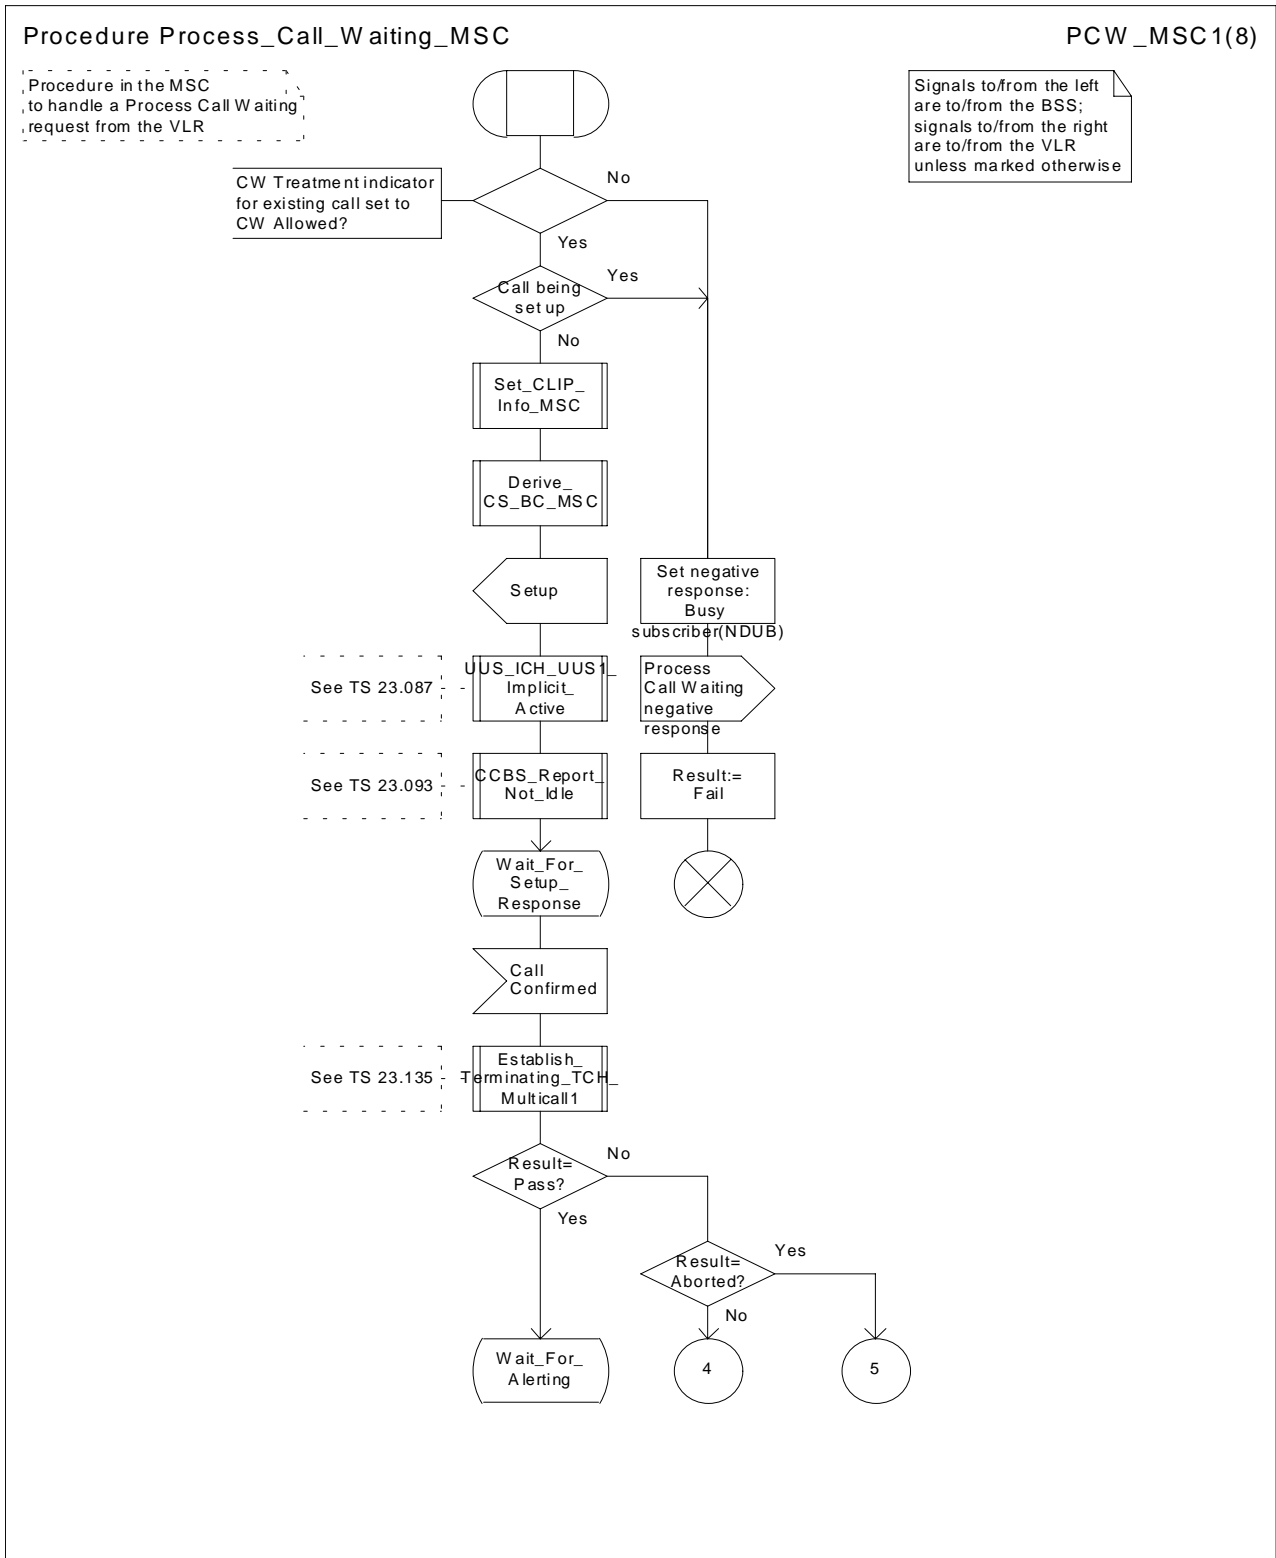 Procedure Process_Call_Waiting_MSC
PCW_MSC1(8)
Procedure in the MSC
to handle a Process Call Waiting
request from the VLR
Signals to/from the left
are to/from the BSS;
signals to/from the right
are to/from the VLR
unless marked otherwise
CW Treatment indicator
for existing call set to
CW Allowed?
No
Yes
Call being
set up
Yes
No
Set_CLIP_
Info_MSC
Derive_
CS_BC_MSC
Setup
Set negative
response:
Busy
subscriber(NDUB)
See TS 23.087
UUS_ICH_UUS1_
Implicit_
Active
Process
Call Waiting
negative
response
See TS 23.093
CCBS_Report_
Not_Idle
Result:=
Fail
Wait_For_
Setup_
Response
Call
Confirmed
See TS 23.135
Establish_
Terminating_TCH_
Multicall1
Result=
Pass?
No
Yes
Result=
Aborted?
Yes
No
Wait_For_
Alerting
4
5